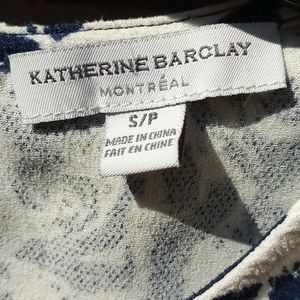 KATHERINE BARCLAY
MONTRÉAL
S/P
MADE IN CHINA
FAIT EN CHINE